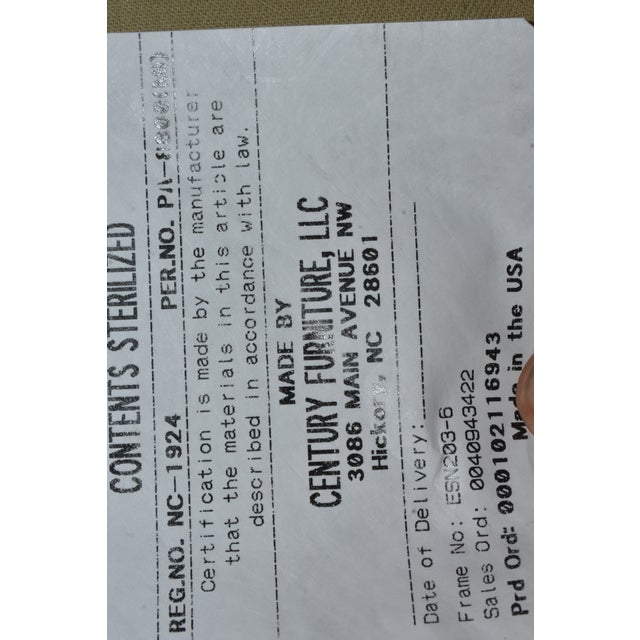 CONTENTS STERILIZED
REG.NO. NC-1924 PER.NO.
Certification is made by the manufacturer
that the materials in this article are
described in accordance with law.
MADE BY
CENTURY FURNITURE, LLC
3086 MAIN AVENUE NW
Hickory, NC 28601
Date of Delivery:
Frame No: ESN203-6
Sales Ord: 0040943422
Prd Ord: 000102116943
Made in the USA